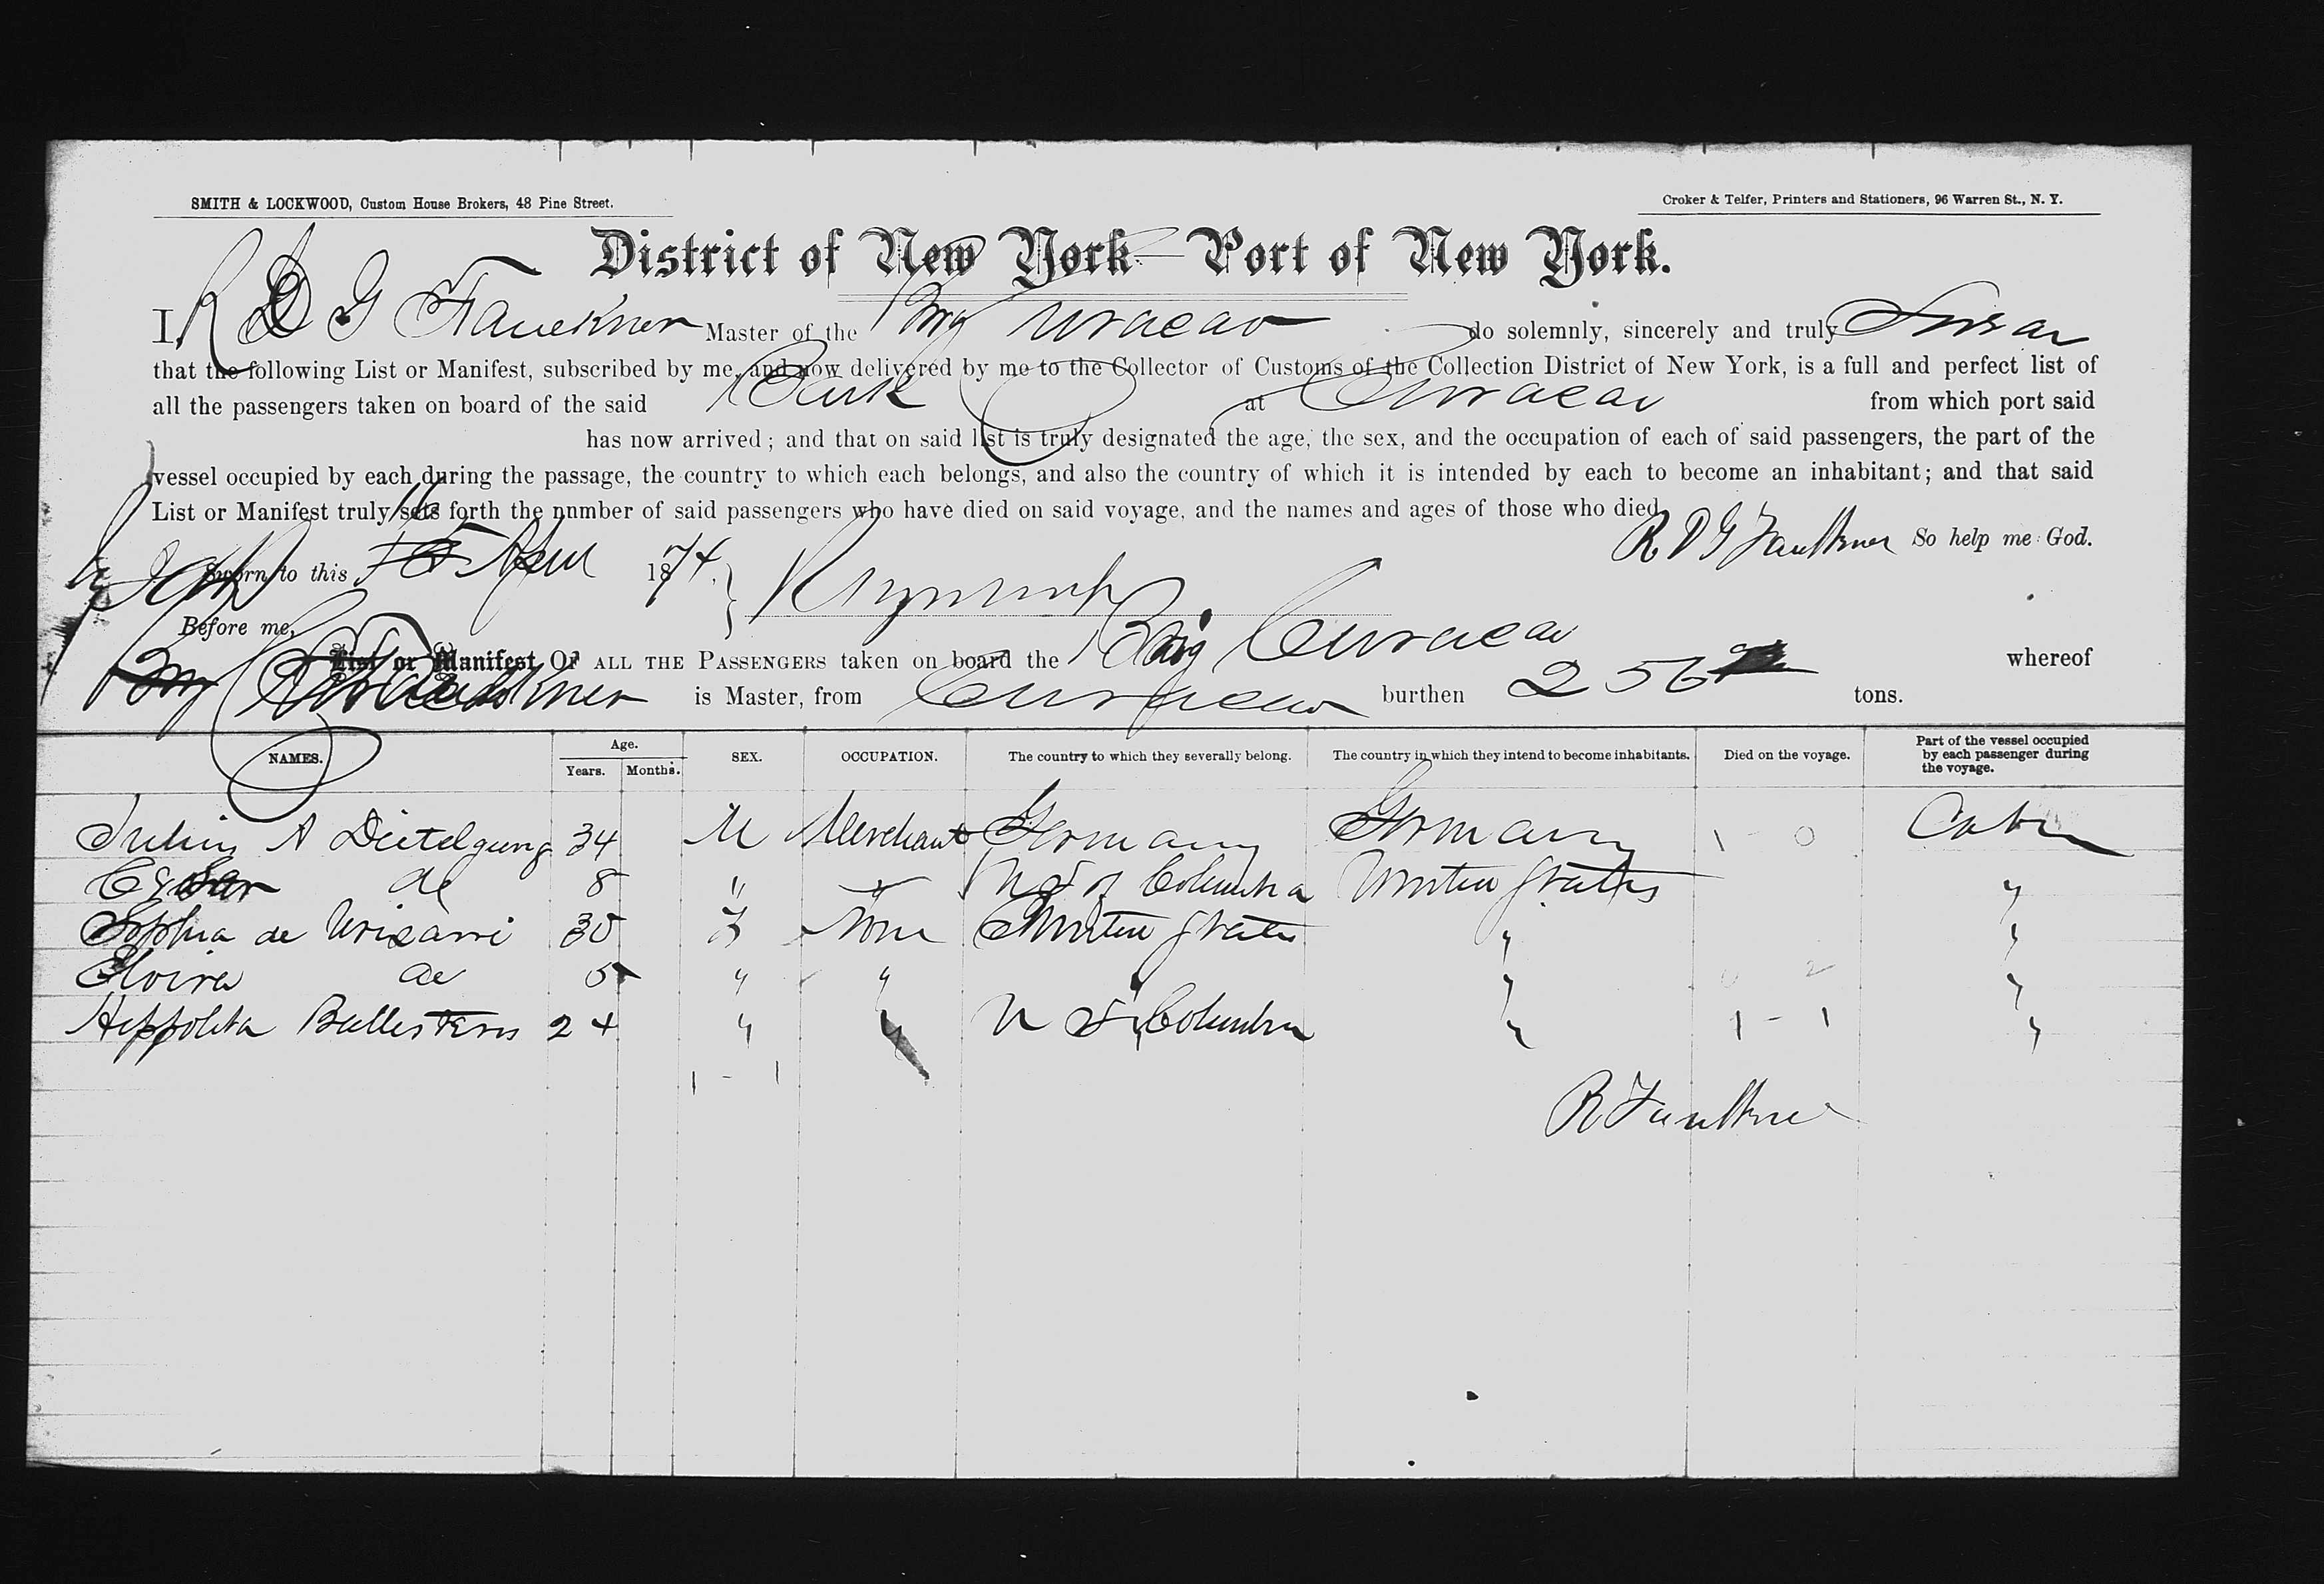 SMITH & LOCKWOOD, Custom House Brokers, 48 Pine Street.
Croker & Telfer, Printers and Stationers, 96 Warren St., N. Y.
District of New York—Port of New York.
I, R D G Faulkner Master of the Brig Curacao do solemnly, sincerely and truly Swear
that the following List or Manifest, subscribed by me, and now delivered by me to the Collector of Customs of the Collection District of New York, is a full and perfect list of
all the passengers taken on board of the said Bark at Curacao from which port said
has now arrived; and that on said list is truly designated the age, the sex, and the occupation of each of said passengers, the part of the
vessel occupied by each during the passage, the country to which each belongs, and also the country of which it is intended by each to become an inhabitant; and that said
List or Manifest truly sets forth the number of said passengers who have died on said voyage, and the names and ages of those who died.
R D G Faulkner So help me God.
Sworn to this 16 April 1874,
Before me,
List or Manifest OF ALL THE PASSENGERS taken on board the Brig Curacao whereof
Faulkner is Master, from Curacao burthen 256 tons.
NAMES. Age. Years. Months. SEX. OCCUPATION. The country to which they severally belong. The country in which they intend to become inhabitants. Died on the voyage. Part of the vessel occupied by each passenger during the voyage.
Julius A 34 M Merchant Germany Germany 1 - 0 Cabin
de 8 " " U S of Columbia United States "
Sophia de Urisarri 30 F None United States " "
Elvira de 5 " " " " "
Hippolita Ballesteros 24 " " U S Columbia " 1 - 1 "
1 - 1
R Faulkner